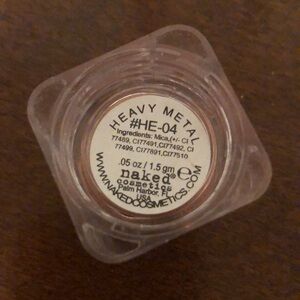 HEAVY METAL
#HE-04
Ingredients: Mica,(+/- CI
77489, CI77491,CI77492, CI
77499, CI77891,CI77510
.05 oz / 1.5 gm
naked®
cosmetics
Palm Harbor, FL
USA
WWW.NAKEDCOSMETICS.COM